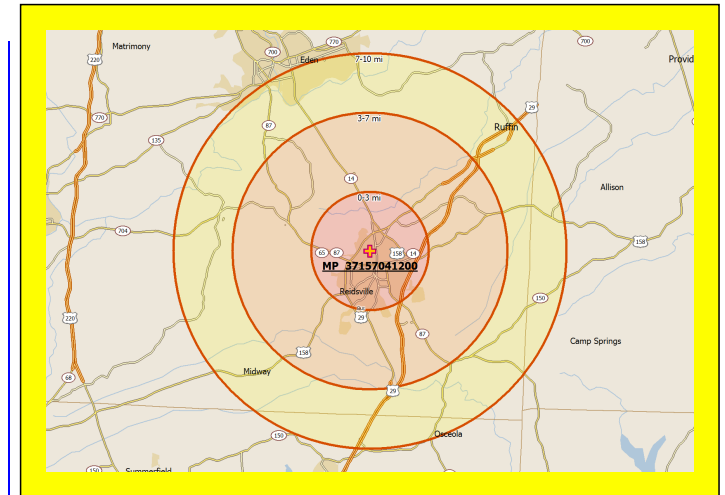 770
700
Matrimony
700
Provid
220
Eden
7-10 mi
29
770
3-7 mi
87
Ruffin
135
14
Allison
0-3 mi
704
158
65
87
158
14
MP_37157041200
Reidsville
150
220
29
87
Camp Springs
158
68
Midway
29
150
Osceola
150
Summerfield